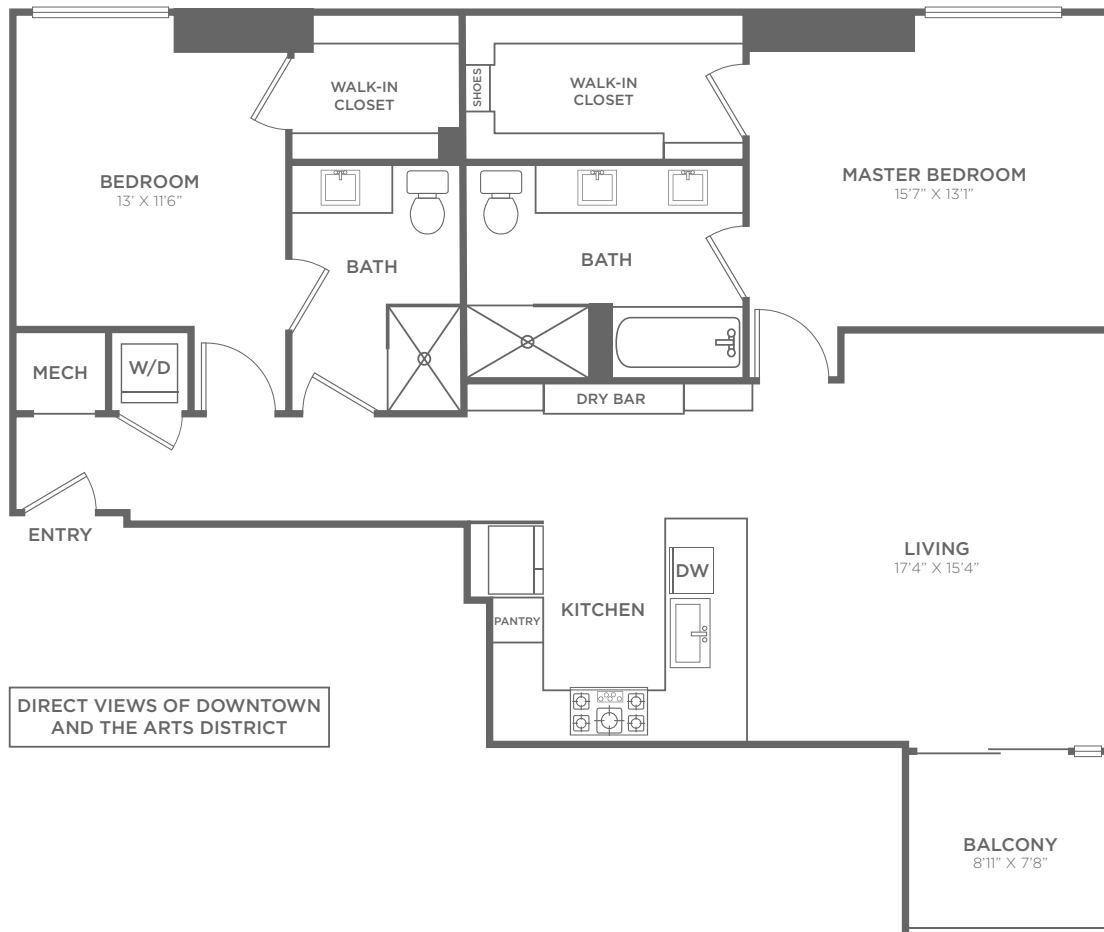 WALK-IN
CLOSET
SHOES
WALK-IN
CLOSET
BEDROOM
13' X 11'6"
MASTER BEDROOM
15'7" X 13'1"
BATH
BATH
MECH
W/D
DRY BAR
ENTRY
LIVING
17'4" X 15'4"
DW
KITCHEN
PANTRY
DIRECT VIEWS OF DOWNTOWN
AND THE ARTS DISTRICT
BALCONY
8'11" X 7'8"